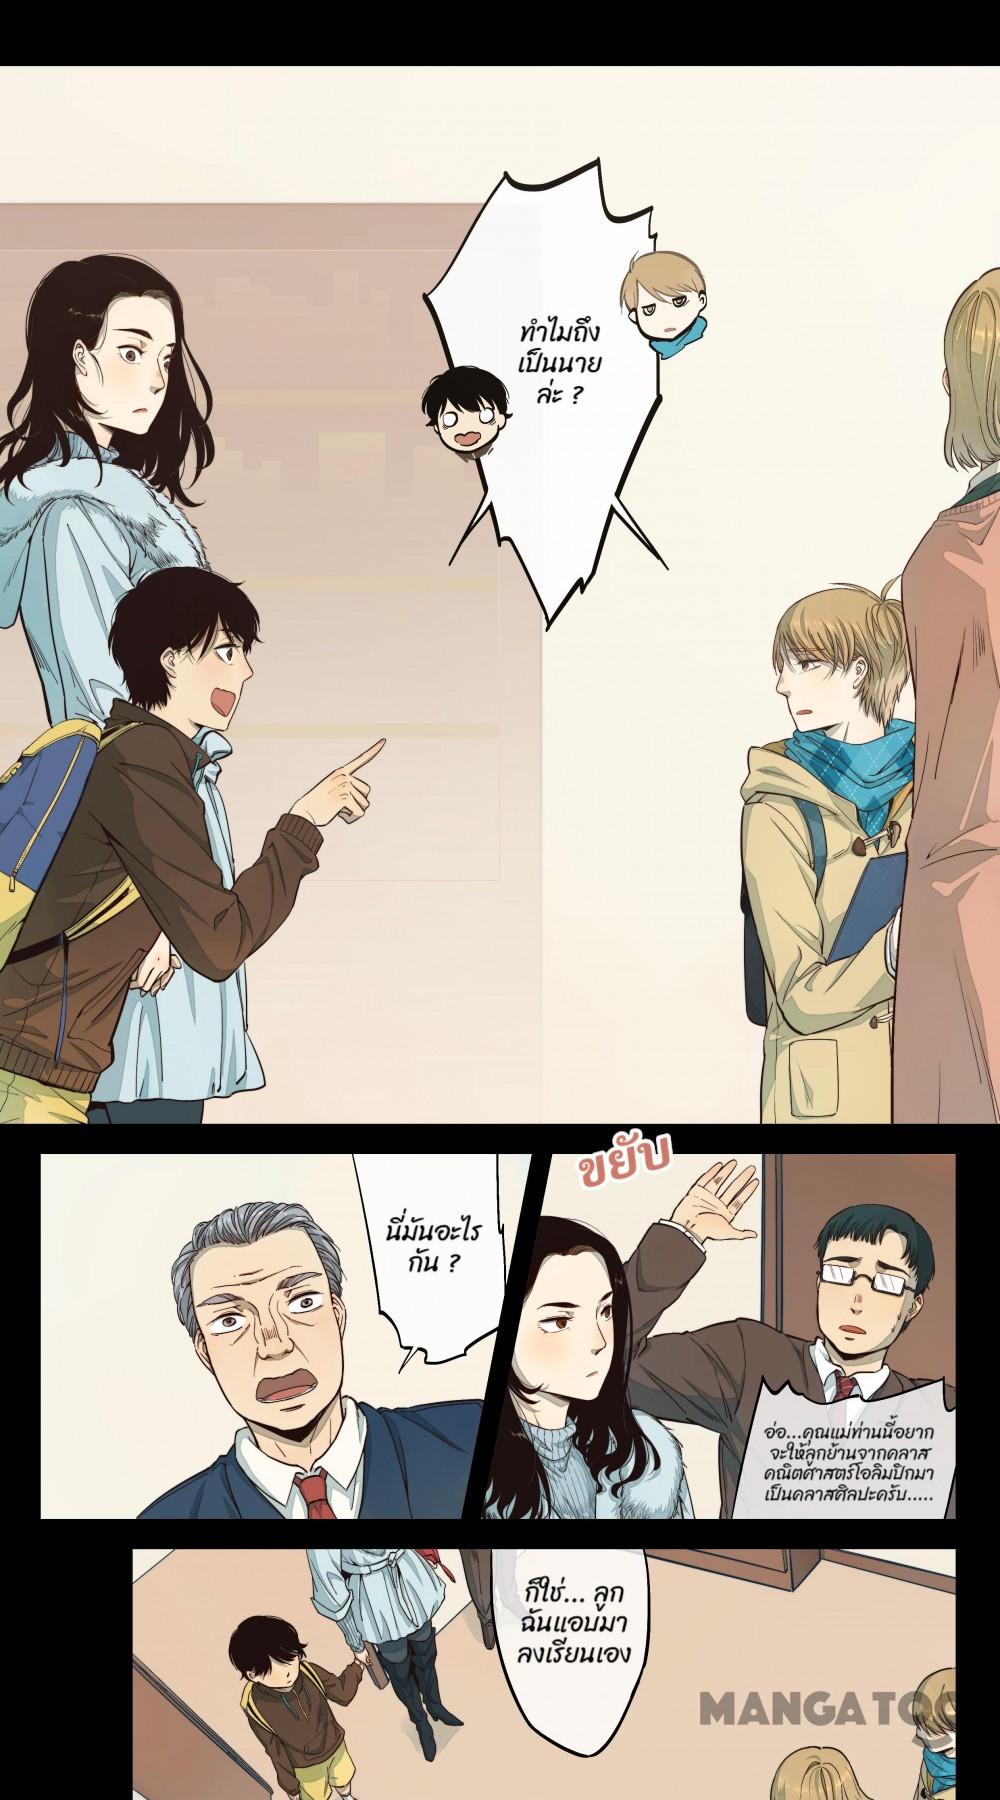 ทำไมถึง
เป็นนาย
ล่ะ ?
ขยับ
นี่มันอะไร
กัน ?
อ่อ...คุณแม่ท่านนี้อยาก
จะให้ลูกย้านจากคลาส
คณิตศาสตร์โอลิมปิกมา
เป็นคลาสศิลปะครับ.....
ก็ใช่... ลูก
ฉันแอบมา
ลงเรียนเอง
MANGATOON